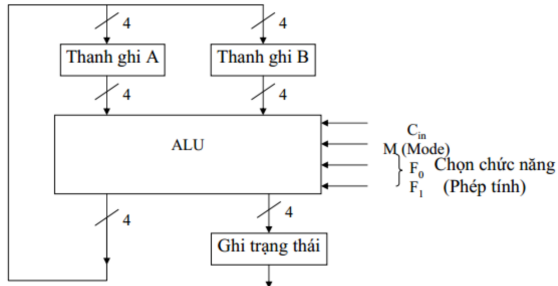 4
4
Thanh ghi A
Thanh ghi B
4
4
ALU
C_in
M (Mode)
F_0 Chọn chức năng
F_1 (Phép tính)
4
4
Ghi trạng thái